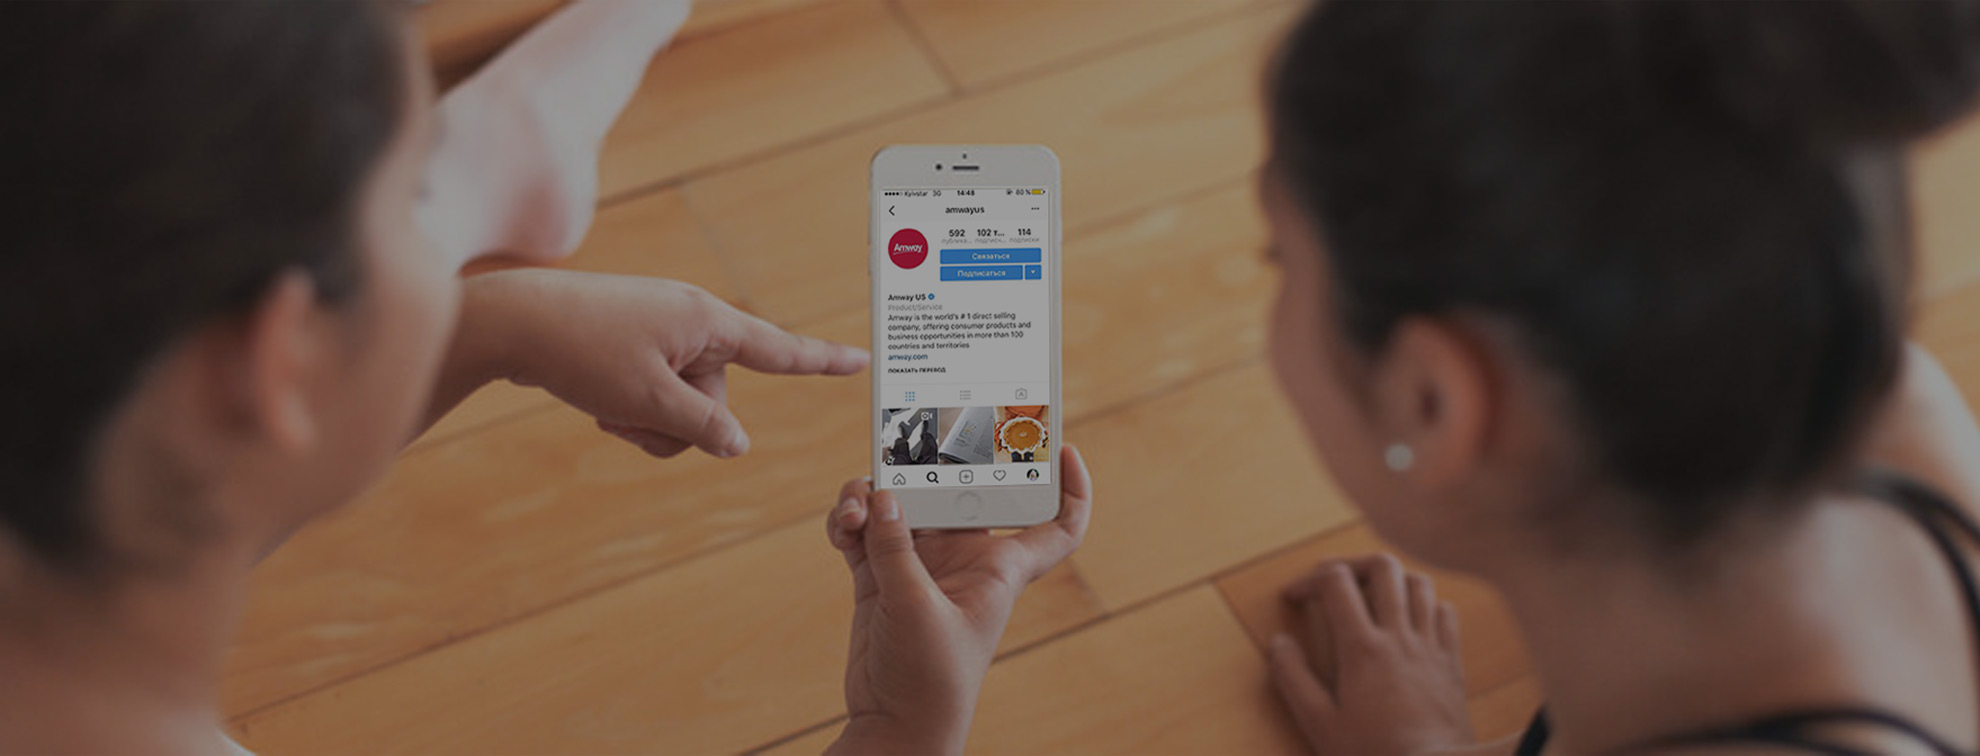 Kyivstar 3G 14:48 80 %
amwayus
Amway
592 102 т... 114
публика... подписч... подписки
Связаться
Подписаться
Amway US
Product/Service
Amway is the world's # 1 direct selling
company, offering consumer products and
business opportunities in more than 100
countries and territories
amway.com
ПОКАЗАТЬ ПЕРЕВОД